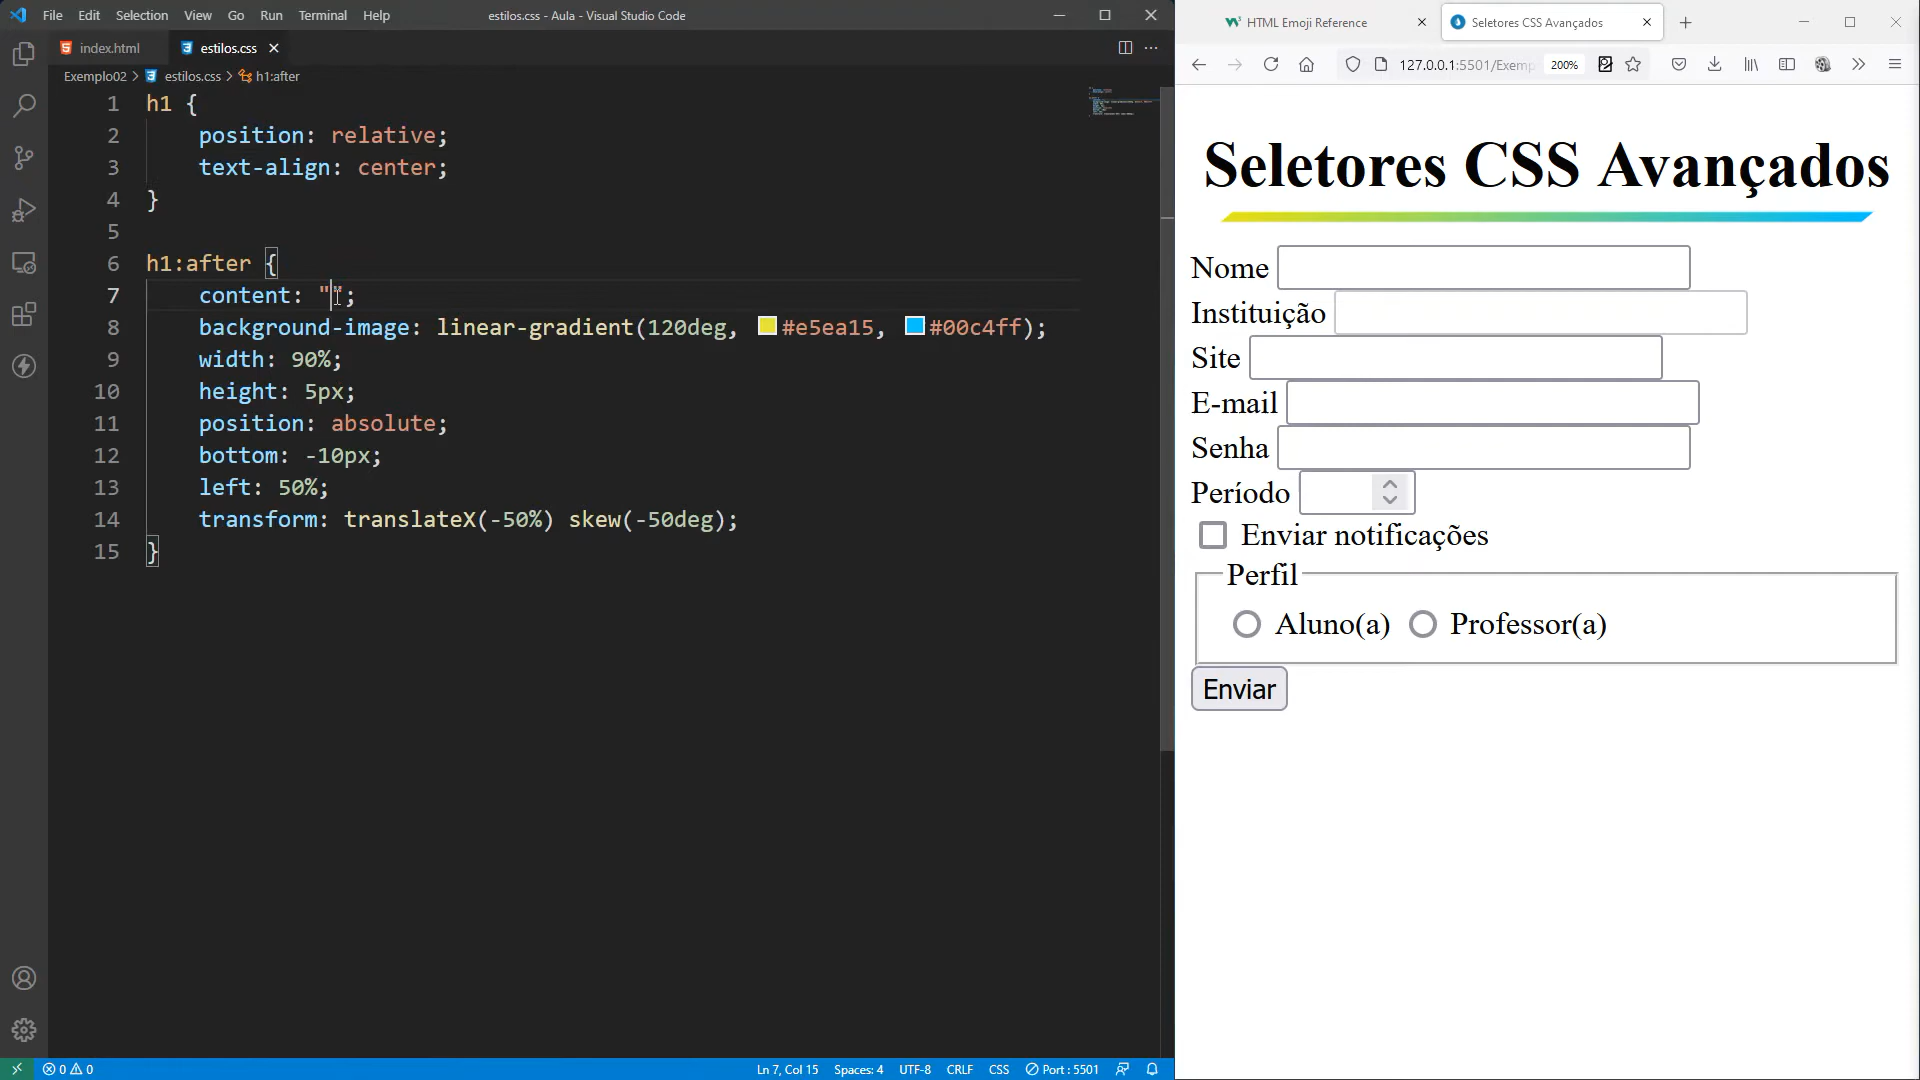 File Edit Selection View Go Run Terminal Help
estilos.css - Aula - Visual Studio Code
index.html
estilos.css
Exemplo02 > estilos.css > h1:after
1 h1 {
2 position: relative;
3 text-align: center;
4 }
5
6 h1:after {
7 content: "";
8 background-image: linear-gradient(120deg, #e5ea15, #00c4ff);
9 width: 90%;
10 height: 5px;
11 position: absolute;
12 bottom: -10px;
13 left: 50%;
14 transform: translateX(-50%) skew(-50deg);
15 }
0 0
Ln 7, Col 15 Spaces: 4 UTF-8 CRLF CSS Port : 5501
HTML Emoji Reference
Seletores CSS Avançados
127.0.0.1:5501/Exemp
200%
Seletores CSS Avançados
Nome
Instituição
Site
E-mail
Senha
Período
Enviar notificações
Perfil
Aluno(a) Professor(a)
Enviar